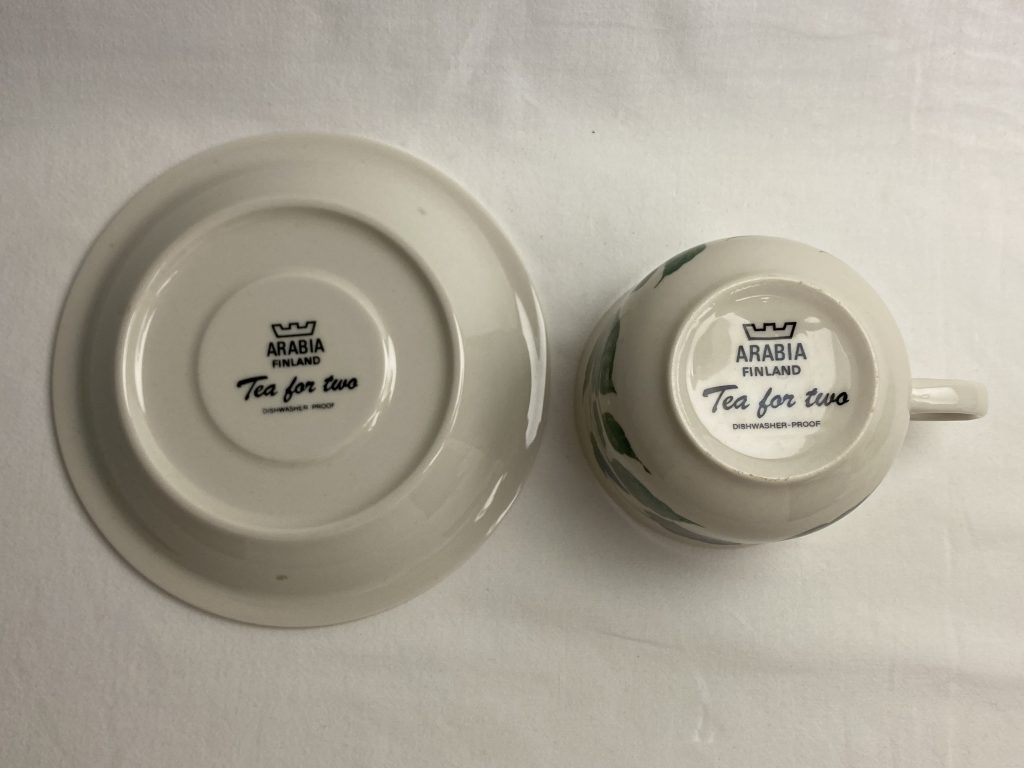 ARABIA
FINLAND
Tea for two
DISHWASHER-PROOF
ARABIA
FINLAND
Tea for two
DISHWASHER-PROOF